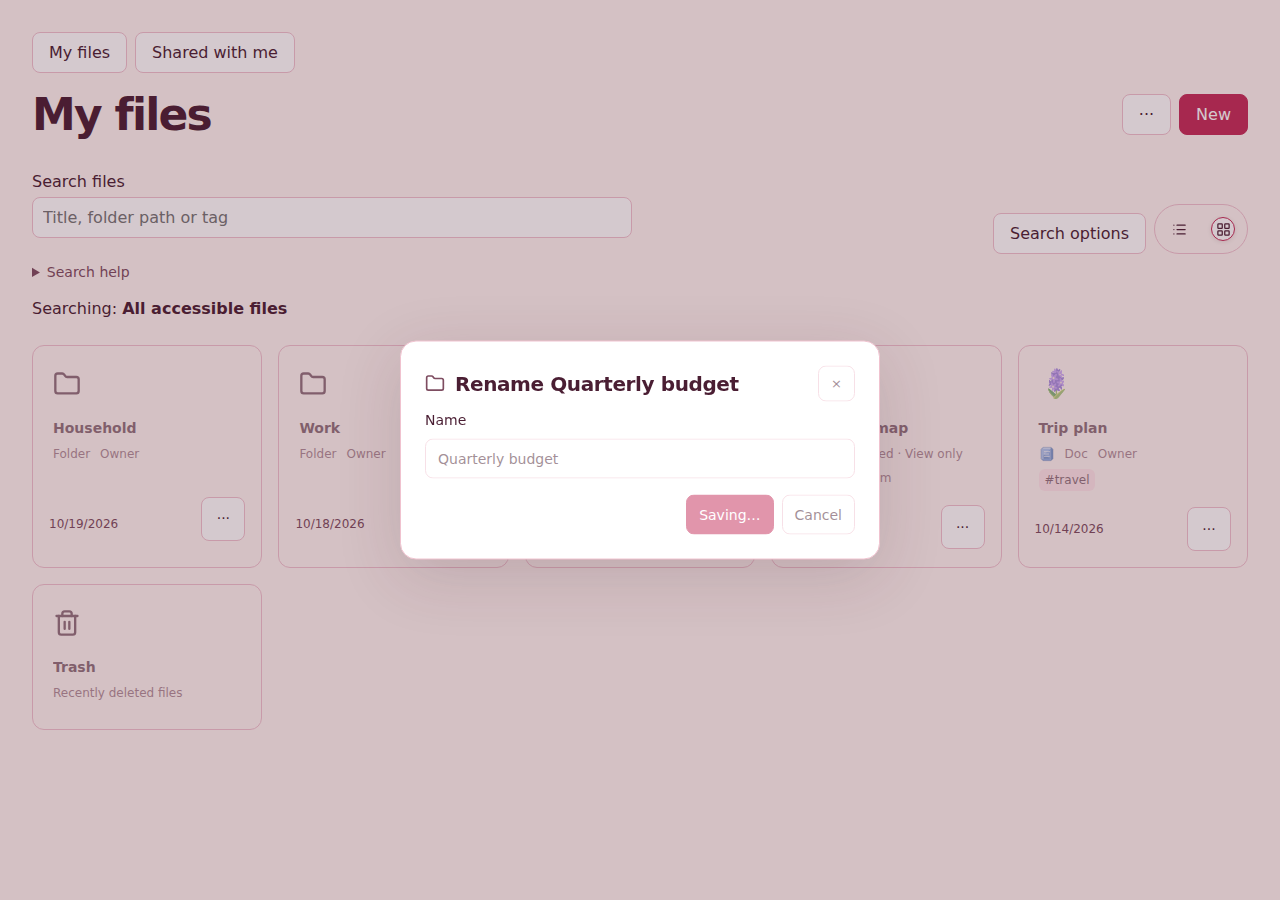 My files
Shared with me
My files
...
New
Search files
Title, folder path or tag
Search options
Search help
Searching: All accessible files
Household
Folder Owner
10/19/2026
...
Work
Folder Owner
10/18/2026
· View only
...
Trip plan
Doc Owner
#travel
10/14/2026
...
Rename Quarterly budget
×
Name
Quarterly budget
Saving...
Cancel
Trash
Recently deleted files